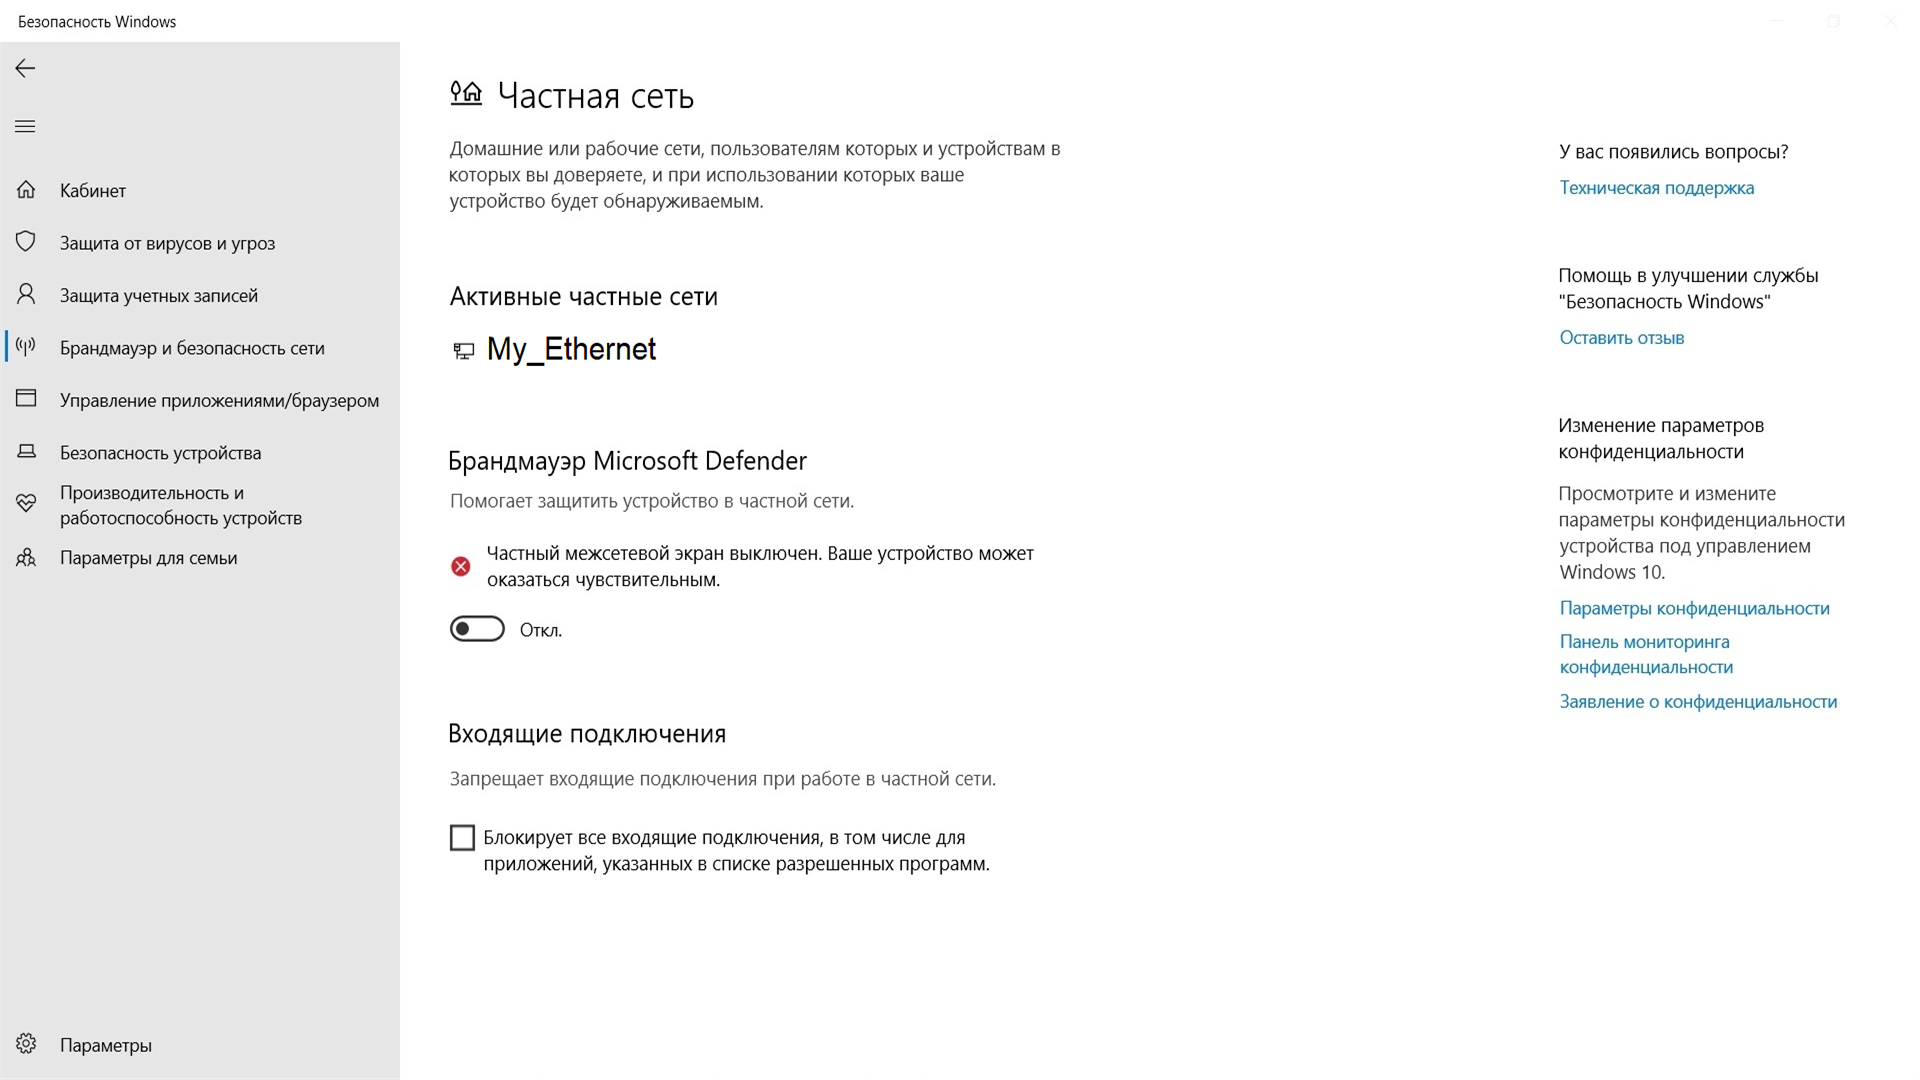 Безопасность Windows
Кабинет
Защита от вирусов и угроз
Защита учетных записей
Брандмауэр и безопасность сети
Управление приложениями/браузером
Безопасность устройства
Производительность и
работоспособность устройств
Параметры для семьи
Параметры
Частная сеть
Домашние или рабочие сети, пользователям которых и устройствам в
которых вы доверяете, и при использовании которых ваше
устройство будет обнаруживаемым.
Активные частные сети
My_Ethernet
Брандмауэр Microsoft Defender
Помогает защитить устройство в частной сети.
Частный межсетевой экран выключен. Ваше устройство может
оказаться чувствительным.
Откл.
Входящие подключения
Запрещает входящие подключения при работе в частной сети.
Блокирует все входящие подключения, в том числе для
приложений, указанных в списке разрешенных программ.
У вас появились вопросы?
Техническая поддержка
Помощь в улучшении службы
"Безопасность Windows"
Оставить отзыв
Изменение параметров
конфиденциальности
Просмотрите и измените
параметры конфиденциальности
устройства под управлением
Windows 10.
Параметры конфиденциальности
Панель мониторинга
конфиденциальности
Заявление о конфиденциальности